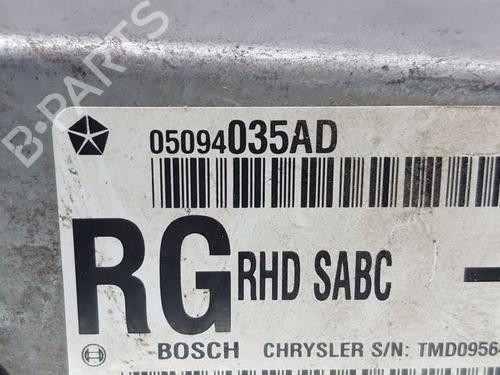 B-PARTS
05094035AD
RG RHD SABC
BOSCH CHRYSLER S/N: TMD0956